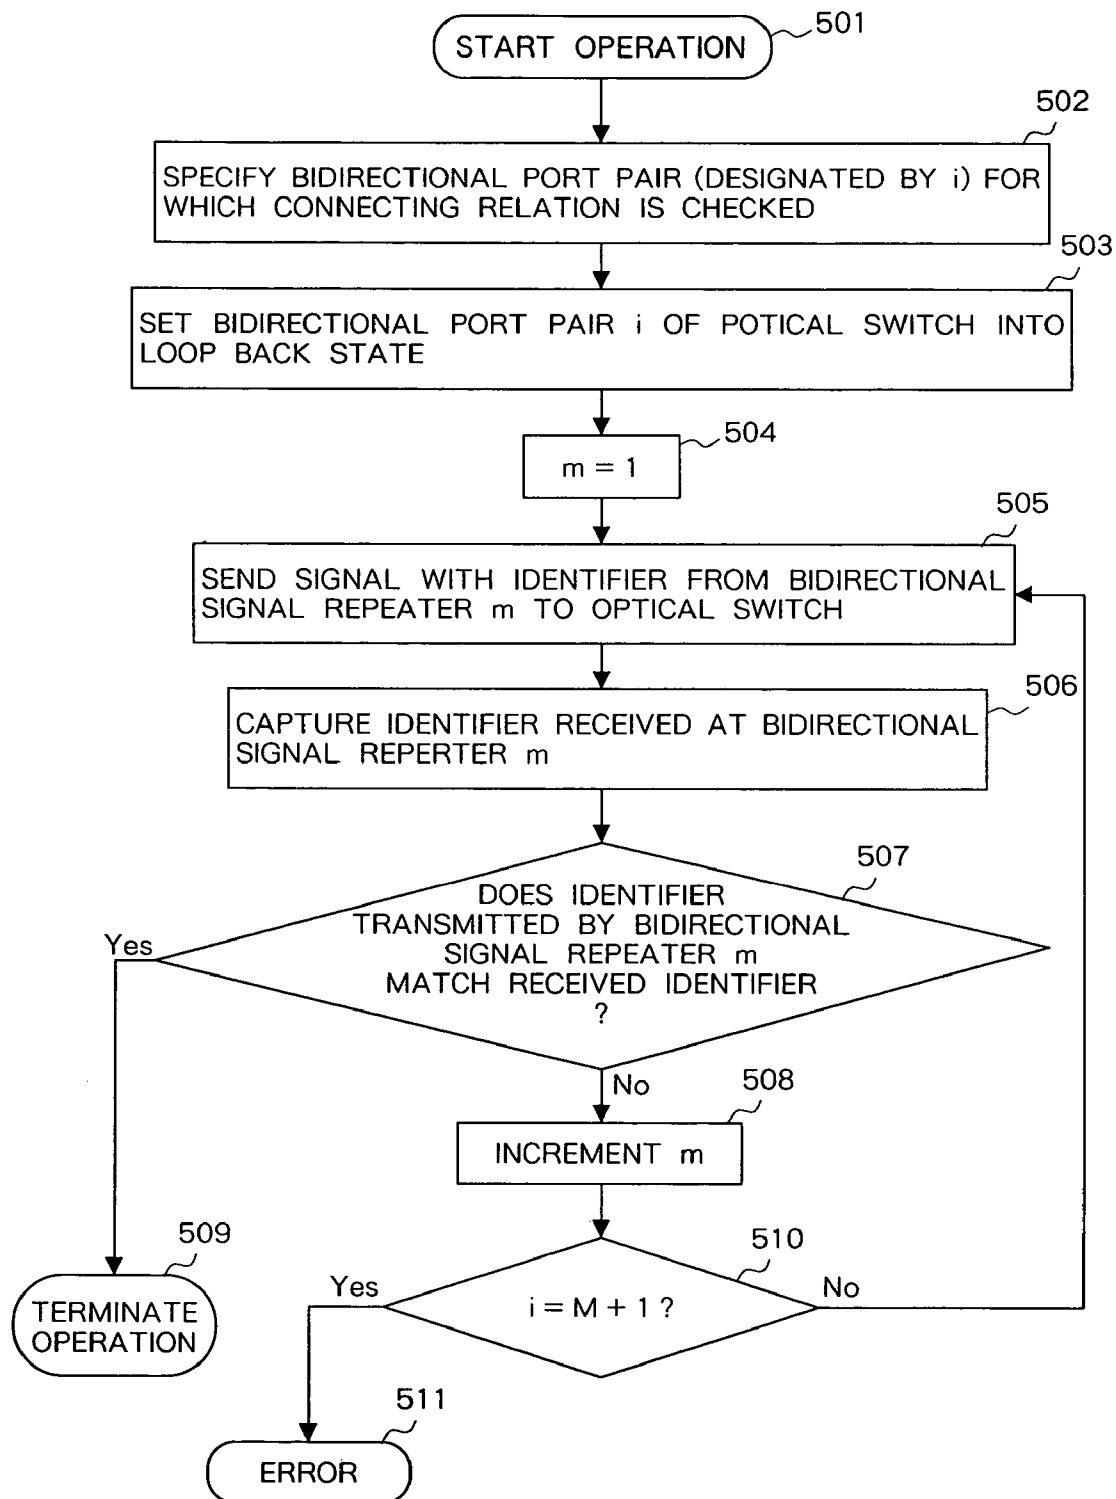 501
START OPERATION
502
SPECIFY BIDIRECTIONAL PORT PAIR (DESIGNATED BY i) FOR
WHICH CONNECTING RELATION IS CHECKED
503
SET BIDIRECTIONAL PORT PAIR i OF POTICAL SWITCH INTO
LOOP BACK STATE
504
m = 1
505
SEND SIGNAL WITH IDENTIFIER FROM BIDIRECTIONAL
SIGNAL REPEATER m TO OPTICAL SWITCH
506
CAPTURE IDENTIFIER RECEIVED AT BIDIRECTIONAL
SIGNAL REPERTER m
507
DOES IDENTIFIER
TRANSMITTED BY BIDIRECTIONAL
SIGNAL REPEATER m
MATCH RECEIVED IDENTIFIER
?
Yes
No
508
INCREMENT m
509
TERMINATE
OPERATION
510
i = M + 1 ?
Yes
No
511
ERROR